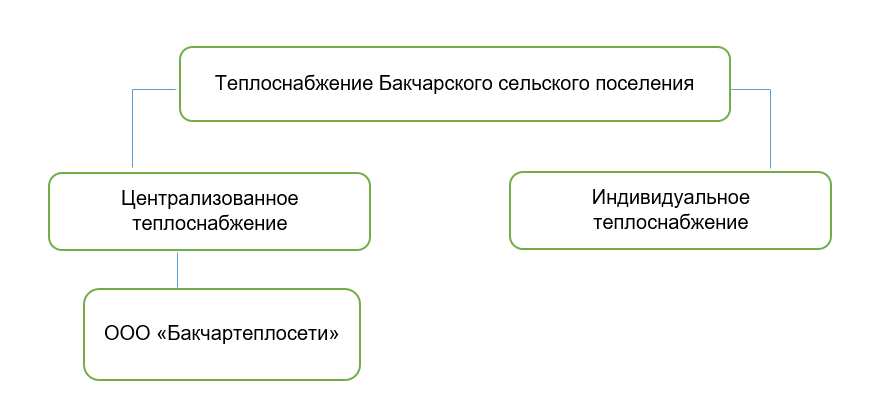 Теплоснабжение Бакчарского сельского поселения
Централизованное
теплоснабжение
Индивидуальное
теплоснабжение
ООО «Бакчартеплосети»